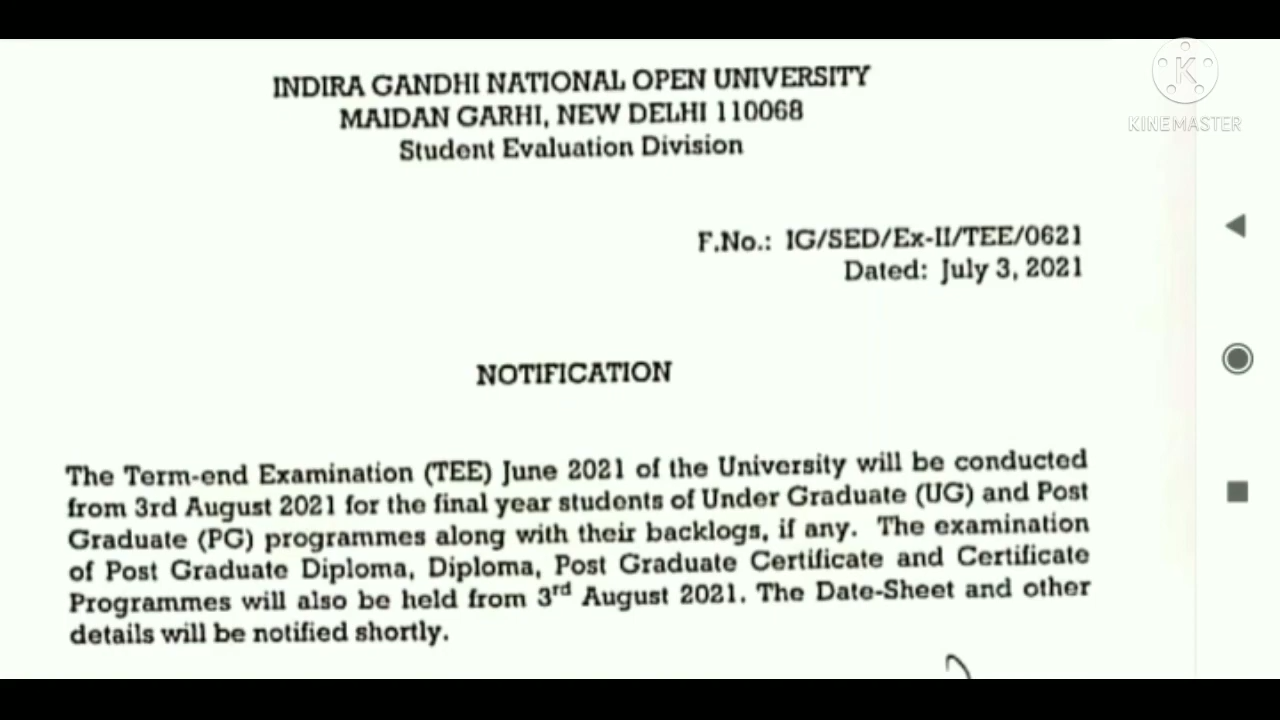 INDIRA GANDHI NATIONAL OPEN UNIVERSITY
MAIDAN GARHI, NEW DELHI 110068
Student Evaluation Division
K
KINEMASTER
F.No.: IG/SED/Ex-II/TEE/0621
Dated: July 3, 2021
NOTIFICATION
The Term-end Examination (TEE) June 2021 of the University will be conducted
from 3rd August 2021 for the final year students of Under Graduate (UG) and Post
Graduate (PG) programmes along with their backlogs, if any. The examination
of Post Graduate Diploma, Diploma, Post Graduate Certificate and Certificate
Programmes will also be held from 3rd August 2021. The Date-Sheet and other
details will be notified shortly.